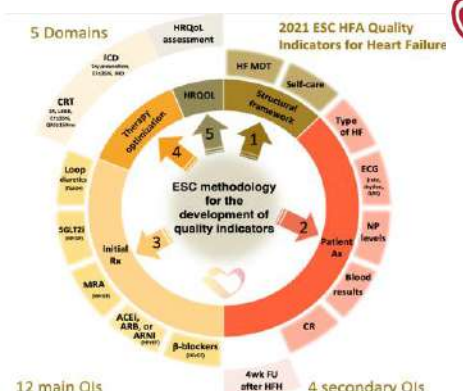 5 Domains
HRQoL
assessment
2021 ESC HFA Quality
Indicators for Heart Failure
ICD
CRT
HF MDT
Self-care
HRQOL
Structural
framework
Therapy
optimization
5
1
4
Type
of HF
Loop
diuretics
ECG
ESC methodology
for the
development of
quality indicators
SGLT2i
3
2
Initial
Rx
Patient
Ax
NP
levels
MRA
Blood
results
ACEi,
ARB, or
ARNI
β-blockers
CR
12 main QIs
4wk FU
after HFH
4 secondary QIs